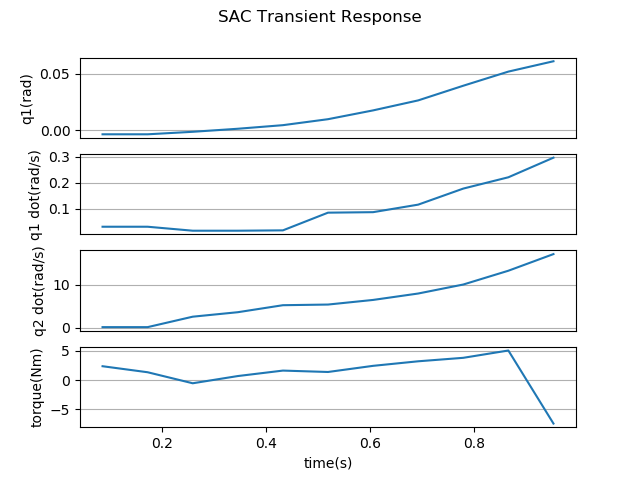 SAC Transient Response
0.05
0.00
q1(rad)
0.3
0.2
0.1
q1 dot(rad/s)
10
0
q2 dot(rad/s)
5
0
−5
torque(Nm)
0.2 0.4 0.6 0.8
time(s)